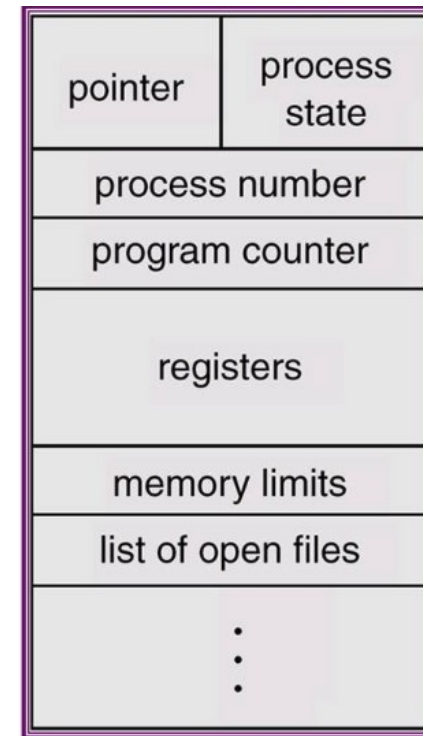 pointer
process
state
process number
program counter
registers
memory limits
list of open files